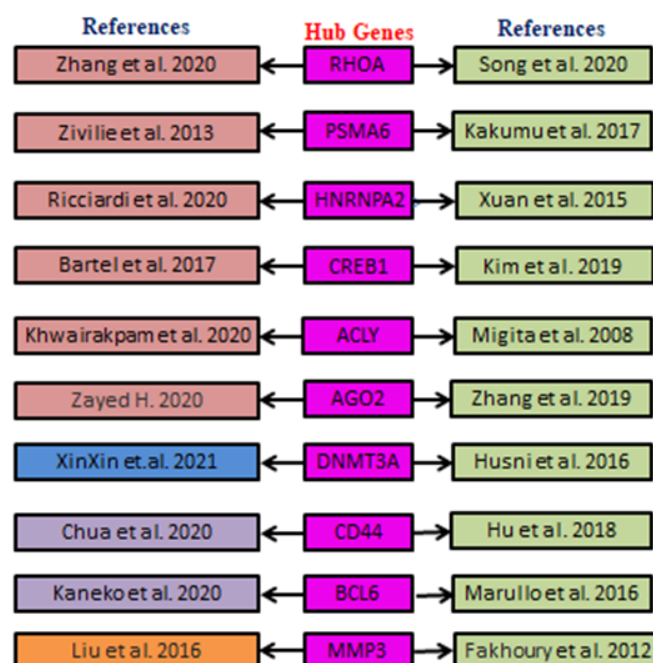 References Hub Genes References
Zhang et al. 2020 RHOA Song et al. 2020
Zivilie et al. 2013 PSMA6 Kakumu et al. 2017
Ricciardi et al. 2020 HNRNPA2 Xuan et al. 2015
Bartel et al. 2017 CREB1 Kim et al. 2019
Khwairakpam et al. 2020 ACLY Migita et al. 2008
Zayed H. 2020 AGO2 Zhang et al. 2019
XinXin et.al. 2021 DNMT3A Husni et al. 2016
Chua et al. 2020 CD44 Hu et al. 2018
Kaneko et al. 2020 BCL6 Marullo et al. 2016
Liu et al. 2016 MMP3 Fakhoury et al. 2012